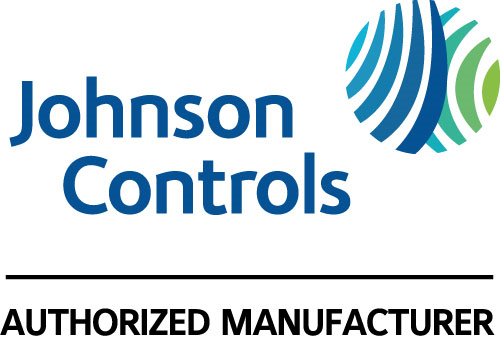 Johnson
Controls
AUTHORIZED MANUFACTURER